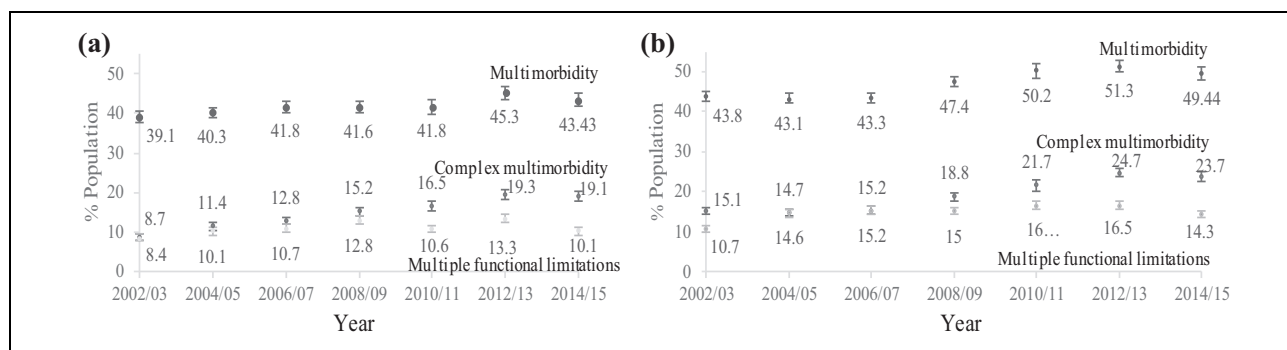 (a)
50
40
30
20
10
0
% Population
Multimorbidity
39.1 40.3 41.8 41.6 41.8 45.3 43.43
Complex multimorbidity
8.7 11.4 12.8 15.2 16.5 19.3 19.1
8.4 10.1 10.7 12.8 10.6 13.3 10.1
Multiple functional limitations
2002/03 2004/05 2006/07 2008/09 2010/11 2012/13 2014/15
Year
(b)
50
40
30
20
10
0
% Population
Multimorbidity
43.8 43.1 43.3 47.4 50.2 51.3 49.44
Complex multimorbidity
15.1 14.7 15.2 18.8 21.7 24.7 23.7
10.7 14.6 15.2 15 16… 16.5 14.3
Multiple functional limitations
2002/03 2004/05 2006/07 2008/09 2010/11 2012/13 2014/15
Year